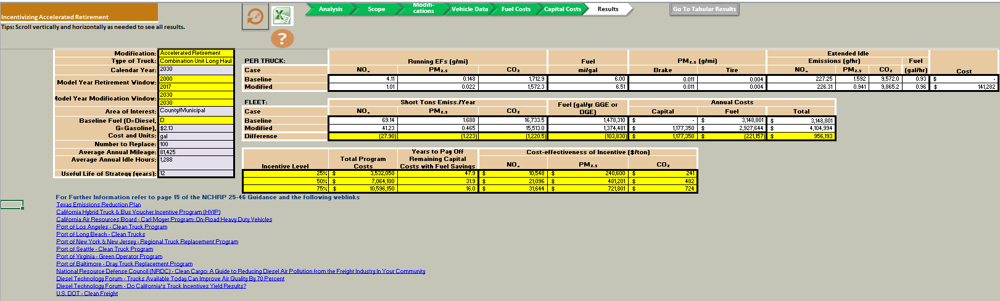 Analysis Scope Modifi-cations Vehicle Data Fuel Costs Capital Costs Results Go To Tabular Results
Incentivizing Accelerated Retirement
Tips: Scroll vertically and horizontally as needed to see all results.
?
Modification: Accelerated Retirement
Type of Truck: Combination Unit Long Haul
Calendar Year: 2030
Model Year Retirement Window: 2000
2017
Model Year Modification Window: 2030
2030
Area of Interest: County/Municipal
Baseline Fuel (D=Diesel, D
G=Gasoline), $2.13
Cost and Units: gal
Number to Replace: 100
Average Annual Mileage: 81,425
Average Annual Idle Hours: 1,288
Useful Life of Strategy (years): 12
Extended Idle
PER TRUCK: Running EFs (g/mi) Fuel PM2.5 (g/mi) Emissions (g/hr) Fuel
Case NOx PM2.5 CO2 mi/gal Brake Tire NOx PM2.5 CO2 (gal/hr) Cost
Baseline 4.11 0.148 1,712.9 6.00 0.011 0.004 227.25 1.592 9,572.0 0.93 $ -
Modified 1.01 0.022 1,572.3 6.51 0.011 0.004 226.31 0.941 9,865.2 0.96 $ 141,282
FLEET: Short Tons Emiss./Year Fuel (gal/yr GGE or DGE) Annual Costs
Case NOx PM2.5 CO2 Capital Fuel Total
Baseline 69.14 1.688 16,733.5 1,478,310 $ - $ 3,148,801 $ 3,148,801
Modified 41.23 0.465 15,513.0 1,374,481 $ 1,177,350 $ 2,927,644 $ 4,104,994
Difference (27.90) (1.223) (1,220.5) (103,830) $ 1,177,350 $ (221,157) $ 956,193
Years to Pay Off Cost-effectiveness of Incentive ($/ton)
Total Program Remaining Capital
Incentive Level Costs Costs with Fuel Savings NOx PM2.5 CO2
25% $ 3,532,050 47.9 $ 10,548 $ 240,600 $ 241
50% $ 7,064,100 31.9 $ 21,096 $ 481,201 $ 482
75% $ 10,596,150 16.0 $ 31,644 $ 721,801 $ 724
For Further Information refer to page 15 of the NCHRP 25-46 Guidance and the following weblinks
Texas Emissions Reduction Plan
California Hybrid Truck & Bus Voucher Incentive Program (HVIP)
California Air Resources Board - Carl Moyer Program: On-Road Heavy Duty Vehicles
Port of Los Angeles - Clean Truck Program
Port of Long Beach - Clean Trucks
Port of New York & New Jersey - Regional Truck Replacement Program
Port of Seattle - Clean Truck Program
Port of Virginia - Green Operator Program
Port of Baltimore - Dray Truck Replacement Program
National Resource Defense Council (NRDC) - Clean Cargo: A Guide to Reducing Diesel Air Pollution from the Freight Industry In Your Community
Diesel Technology Forum - Trucks Available Today Can Improve Air Quality By 70 Percent
Diesel Technology Forum - Do California's Truck Incentives Yield Results?
U.S. DOT - Clean Freight